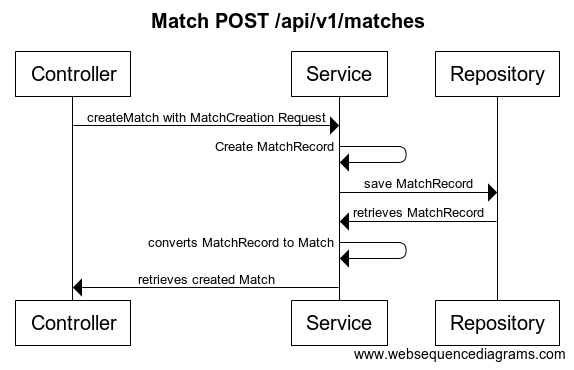 Match POST /api/v1/matches
Controller
Service
Repository
createMatch with MatchCreation Request
Create MatchRecord
save MatchRecord
retrieves MatchRecord
converts MatchRecord to Match
retrieves created Match
Controller
Service
Repository
www.websequencediagrams.com